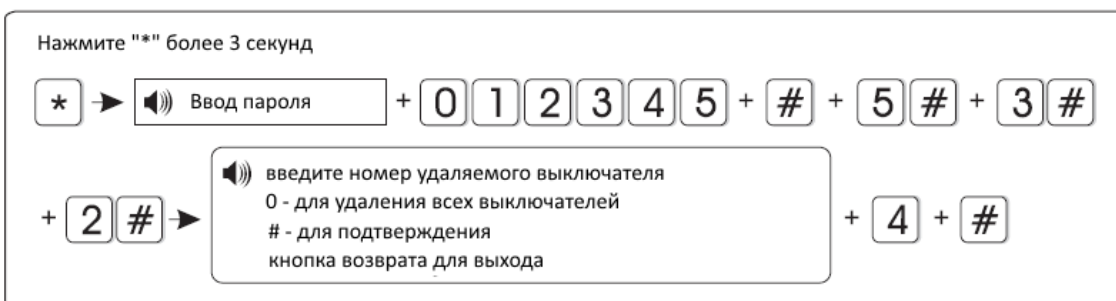 Нажмите "*" более 3 секунд
* Ввод пароля + 0 1 2 3 4 5 + # + 5 # + 3 #
+ 2 # введите номер удаляемого выключателя
0 - для удаления всех выключателей
# - для подтверждения
кнопка возврата для выхода
+ 4 + #